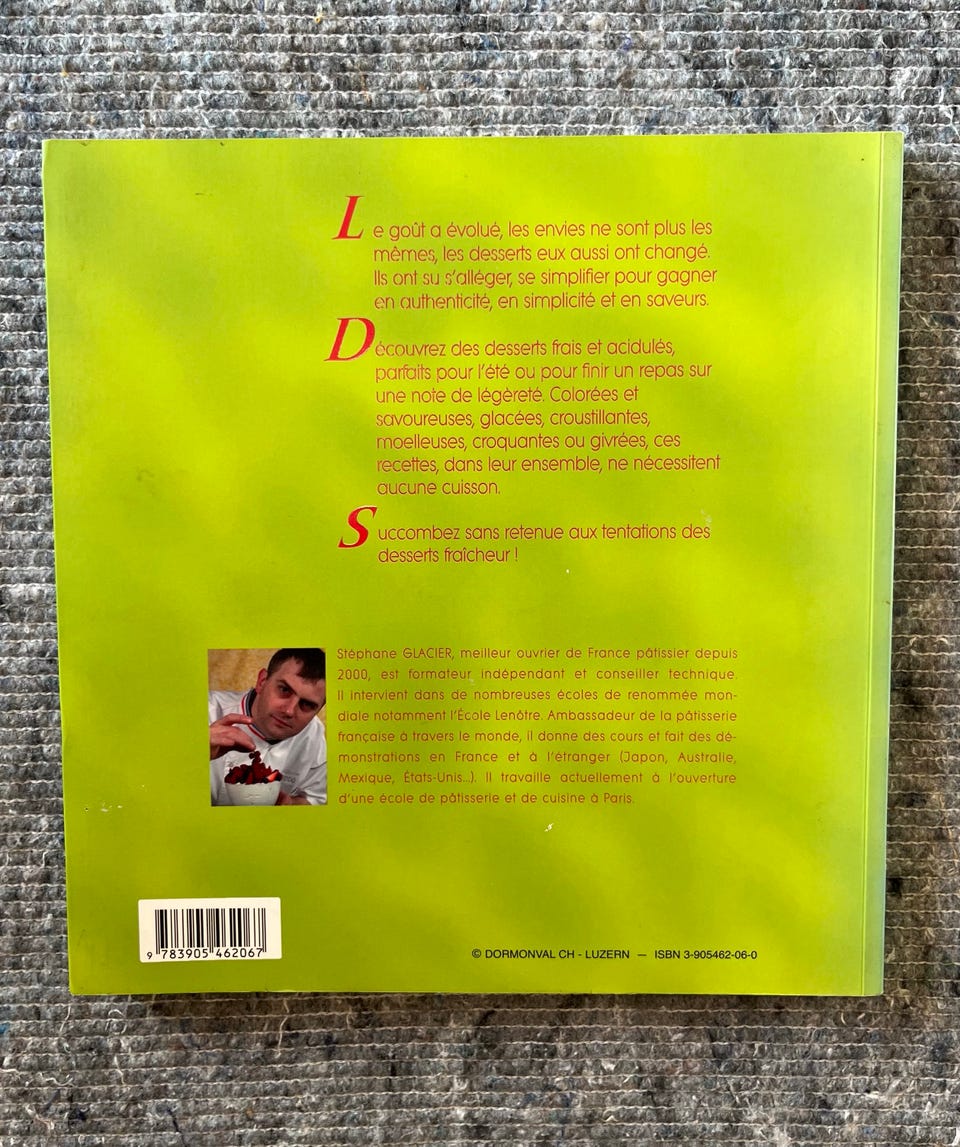 Le goût a évolué, les envies ne sont plus les
mêmes, les desserts eux aussi ont changé.
Ils ont su s'alléger, se simplifier pour gagner
en authenticité, en simplicité et en saveurs.
Découvrez des desserts frais et acidulés,
parfaits pour l'été ou pour finir un repas sur
une note de légèreté. Colorées et
savoureuses, glacées, croustillantes,
moelleuses, croquantes ou givrées, ces
recettes, dans leur ensemble, ne nécessitent
aucune cuisson.
Succombez sans retenue aux tentations des
desserts fraîcheur !
Stéphane GLACIER, meilleur ouvrier de France pâtissier depuis
2000, est formateur indépendant et conseiller technique.
Il intervient dans de nombreuses écoles de renommée mon-
diale notamment l'École Lenôtre. Ambassadeur de la pâtisserie
française à travers le monde, il donne des cours et fait des dé-
monstrations en France et à l'étranger (Japon, Australie,
Mexique, États-Unis...). Il travaille actuellement à l'ouverture
d'une école de pâtisserie et de cuisine à Paris.
9 783905 462067
© DORMONVAL CH - LUZERN — ISBN 3-905462-06-0